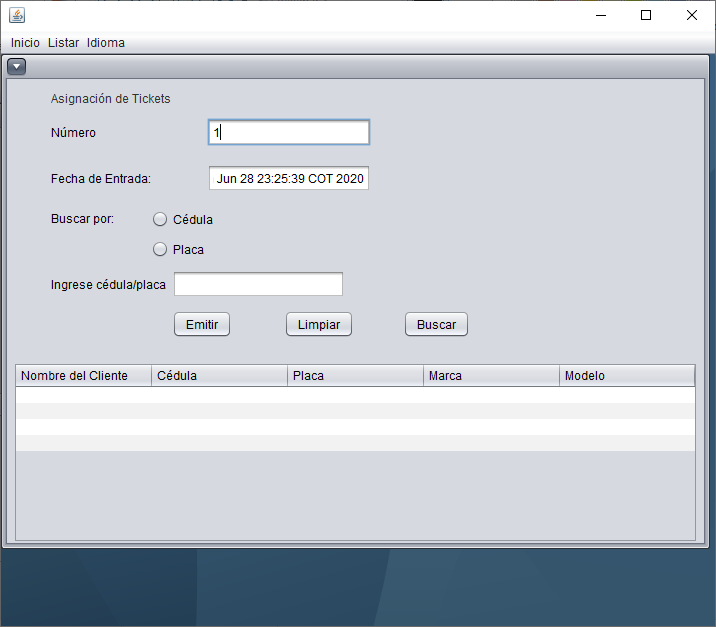 Inicio Listar Idioma
Asignación de Tickets
Número 1
Fecha de Entrada: Jun 28 23:25:39 COT 2020
Buscar por: Cédula
Placa
Ingrese cédula/placa
Emitir Limpiar Buscar
Nombre del Cliente Cédula Placa Marca Modelo